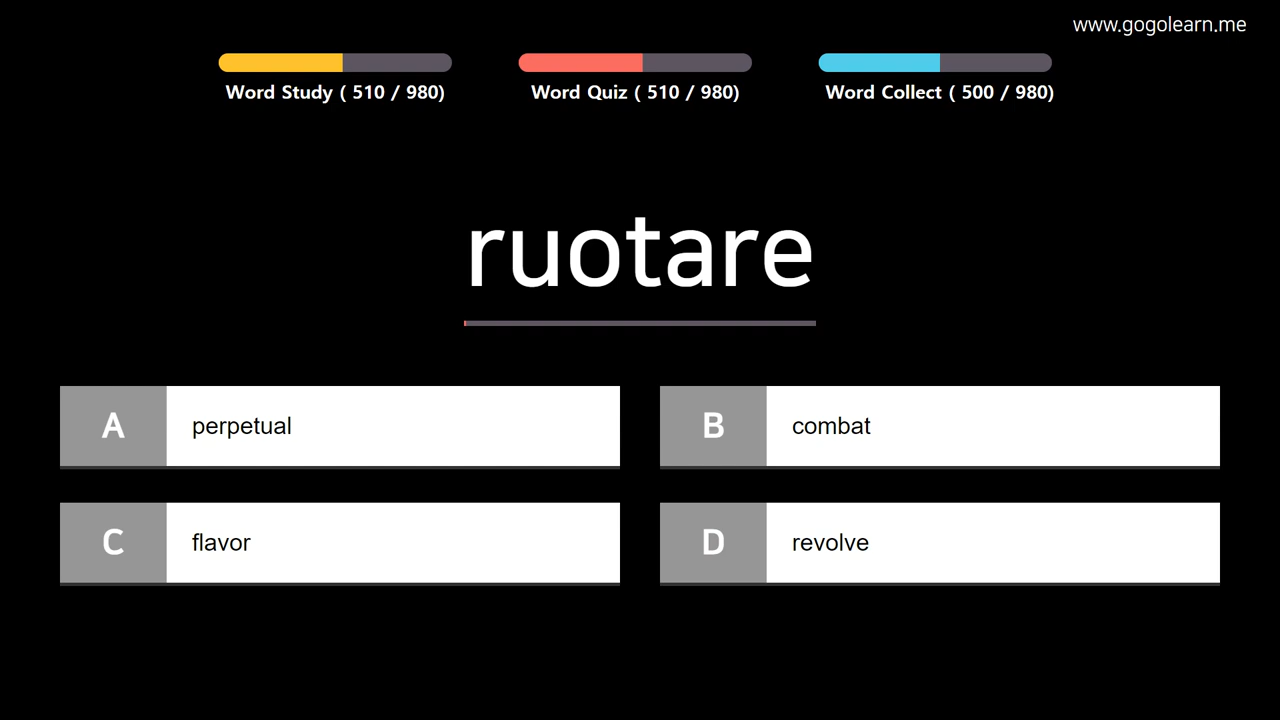 www.gogolearn.me
Word Study ( 510 / 980)
Word Quiz ( 510 / 980)
Word Collect ( 500 / 980)
ruotare
A perpetual
B combat
C flavor
D revolve